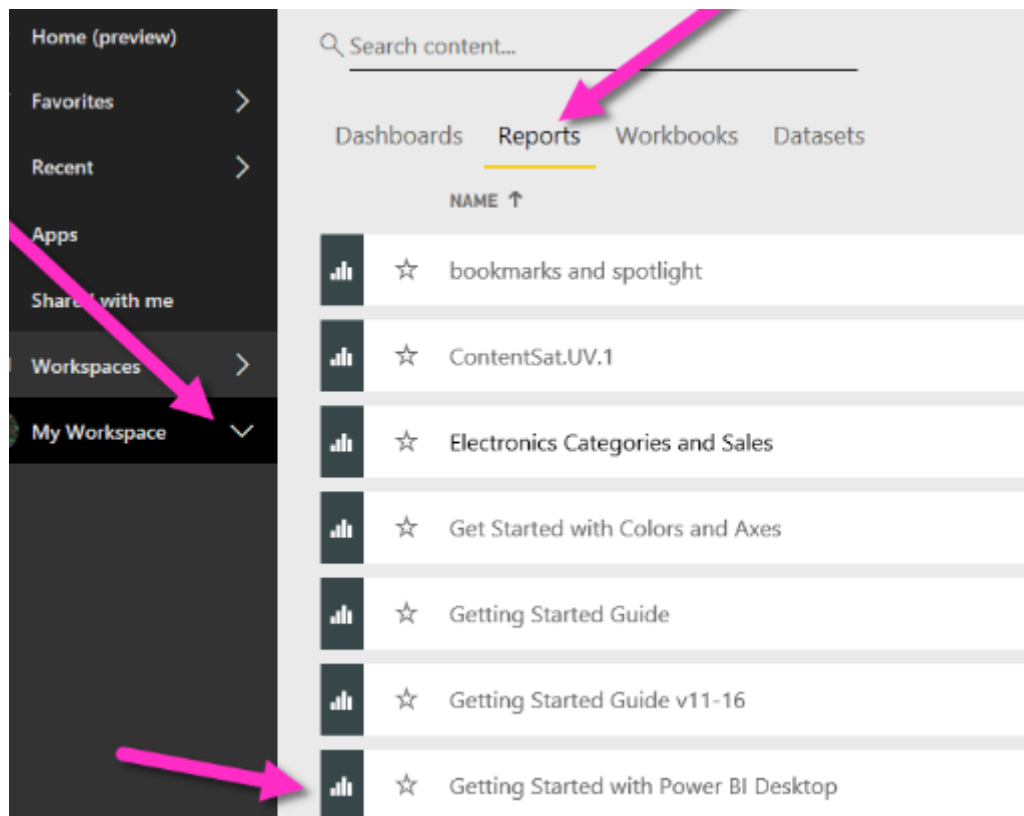 Home (preview)
Favorites
Recent
Apps
Shared with me
Workspaces
My Workspace
Search content...
Dashboards Reports Workbooks Datasets
NAME ↑
bookmarks and spotlight
ContentSat.UV.1
Electronics Categories and Sales
Get Started with Colors and Axes
Getting Started Guide
Getting Started Guide v11-16
Getting Started with Power BI Desktop